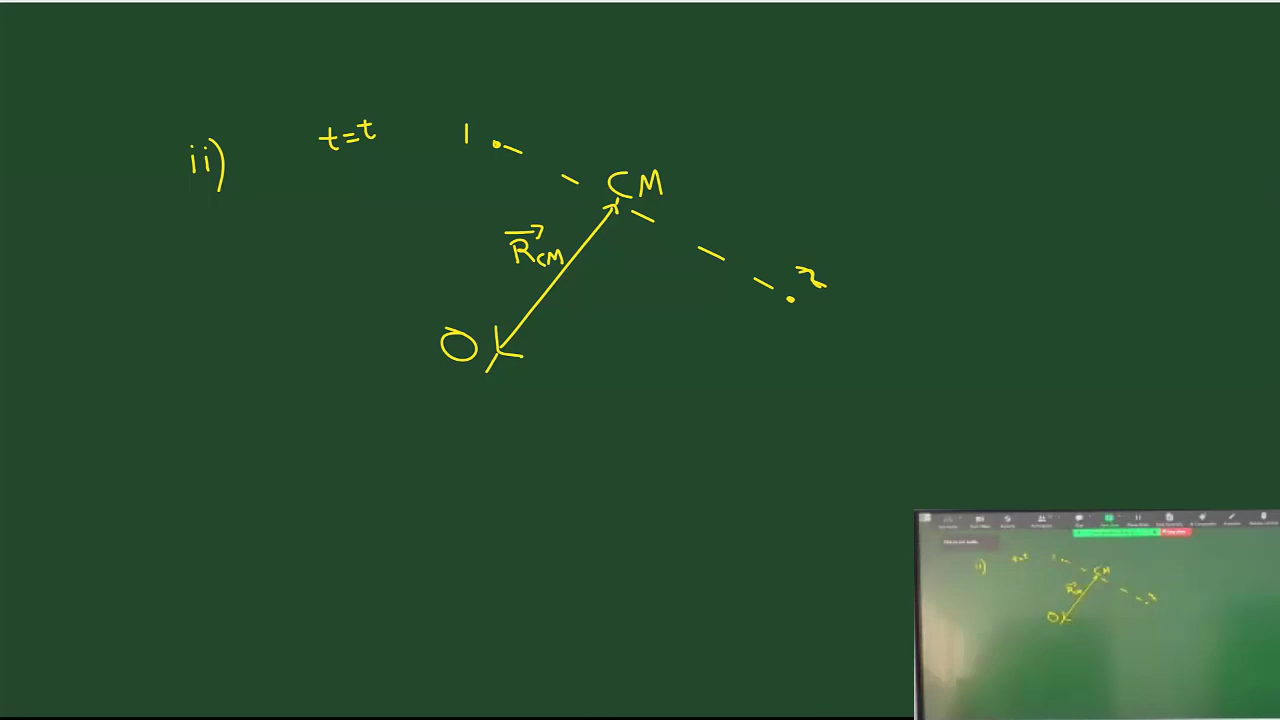 ii) t=t 1
CM
R⃗CM
2
O